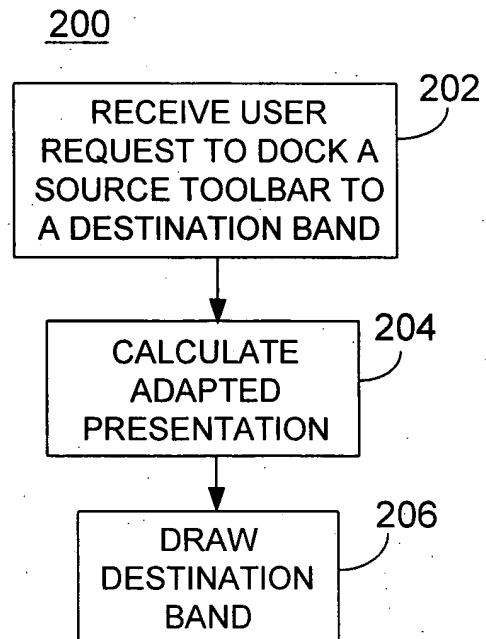 200
202
RECEIVE USER
REQUEST TO DOCK A
SOURCE TOOLBAR TO
A DESTINATION BAND
204
CALCULATE
ADAPTED
PRESENTATION
206
DRAW
DESTINATION
BAND